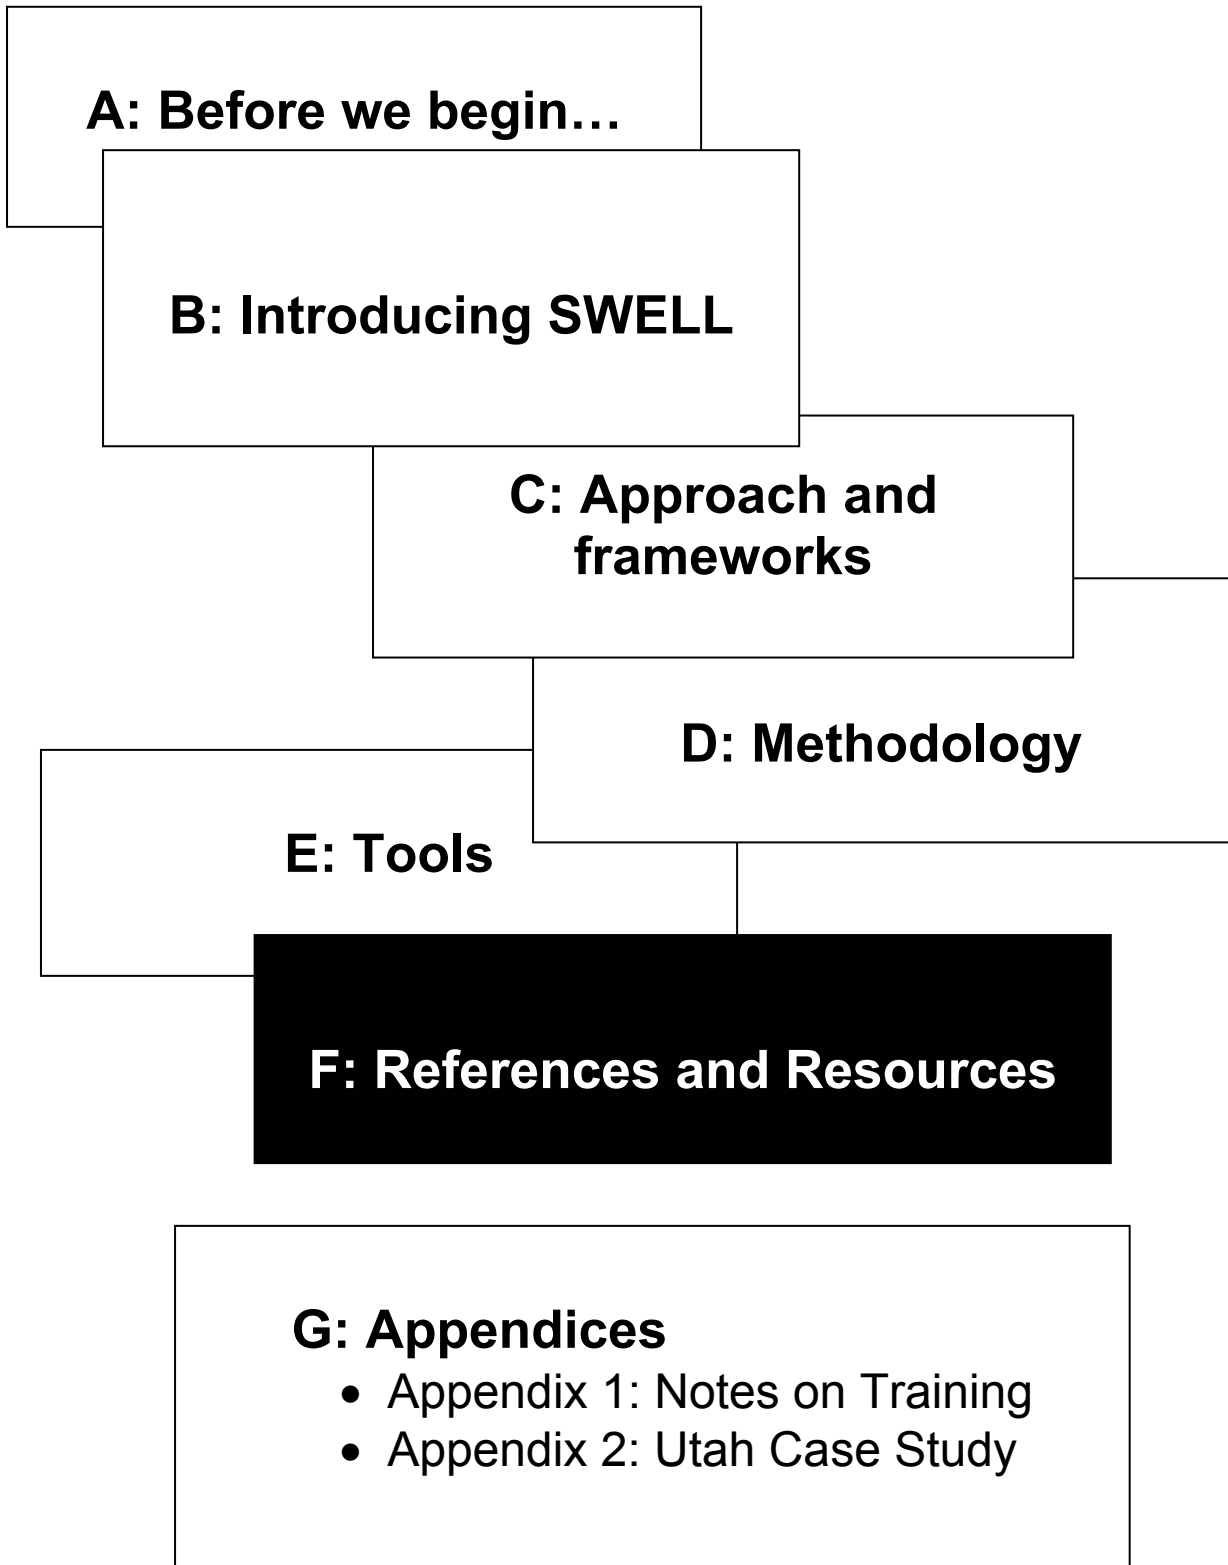 A: Before we begin…
B: Introducing SWELL
C: Approach and
frameworks
D: Methodology
E: Tools
F: References and Resources
G: Appendices
• Appendix 1: Notes on Training
• Appendix 2: Utah Case Study